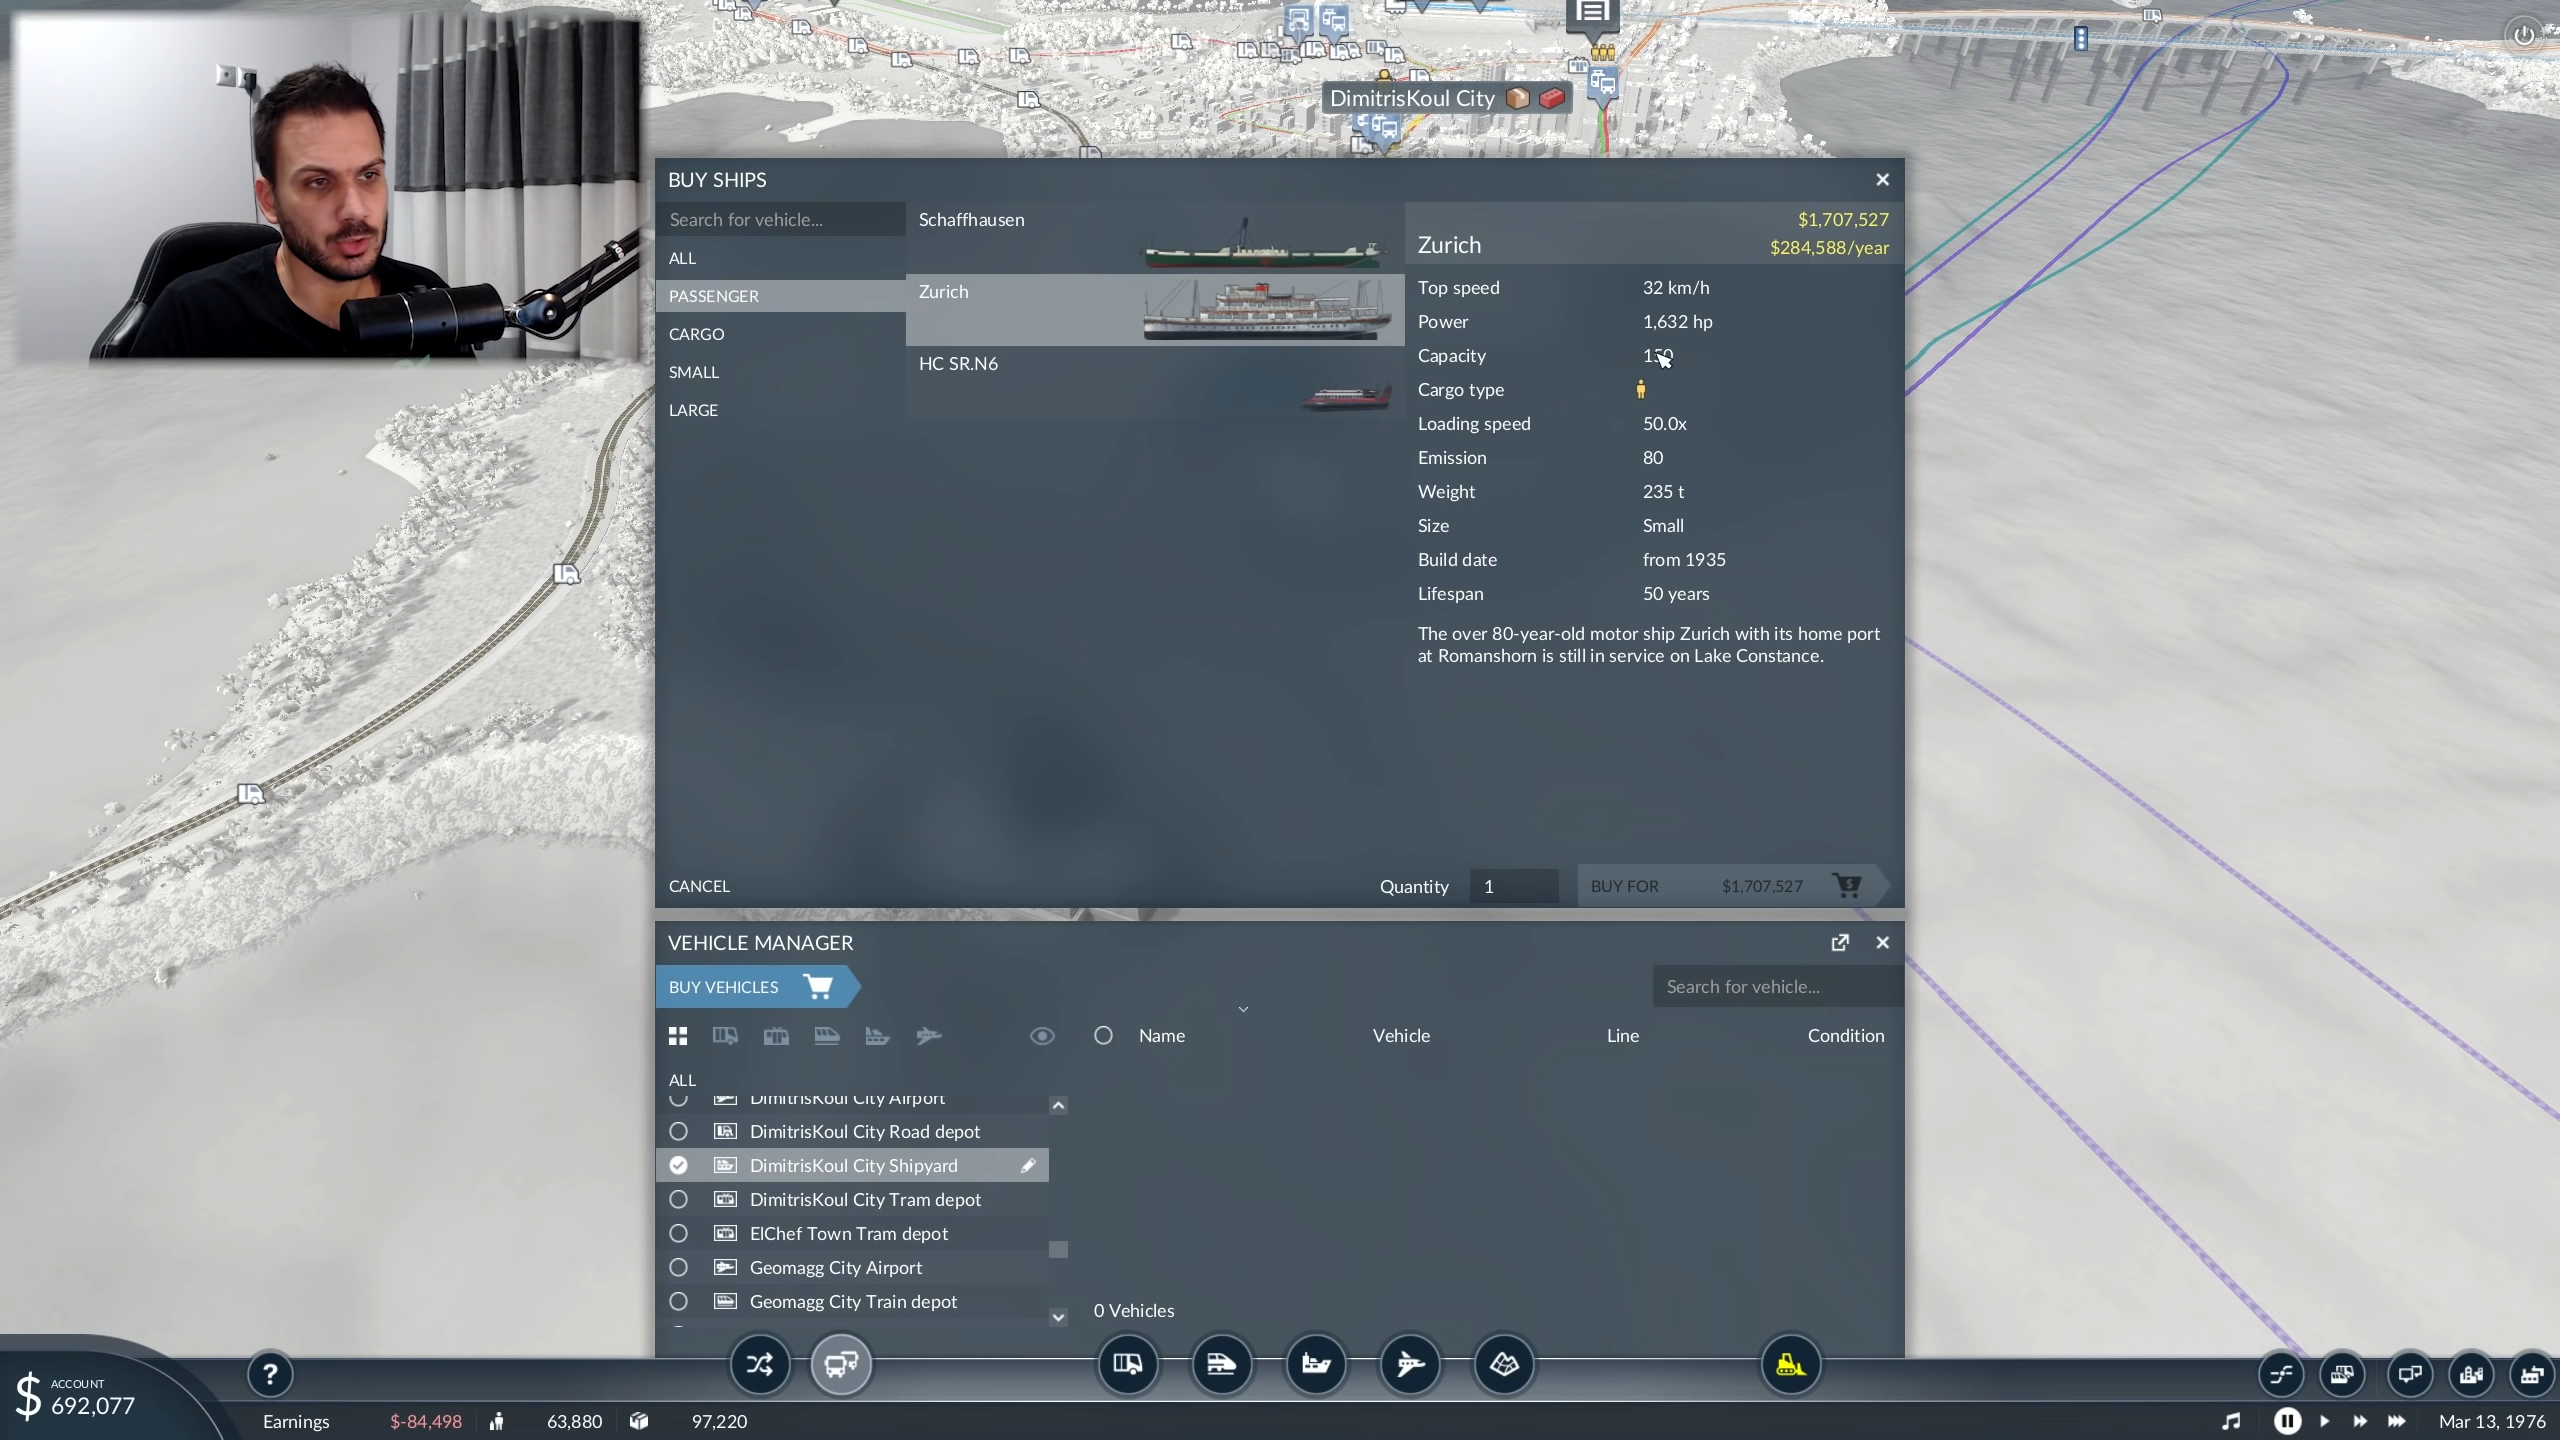 DimitrisKoul City
BUY SHIPS
Search for vehicle...
ALL
PASSENGER
CARGO
SMALL
LARGE
Schaffhausen
Zurich
HC SR.N6
$1,707,527
Zurich
$284,588/year
Top speed 32 km/h
Power 1,632 hp
Capacity
Cargo type
Loading speed 50.0x
Emission 80
Weight 235 t
Size Small
Build date from 1935
Lifespan 50 years
The over 80-year-old motor ship Zurich with its home port
at Romanshorn is still in service on Lake Constance.
CANCEL
Quantity 1
BUY FOR $1,707,527
VEHICLE MANAGER
BUY VEHICLES
Search for vehicle...
Name Vehicle Line Condition
ALL
DimitrisKoul City Airport
DimitrisKoul City Road depot
DimitrisKoul City Shipyard
DimitrisKoul City Tram depot
ElChef Town Tram depot
Geomagg City Airport
Geomagg City Train depot
0 Vehicles
$ ACCOUNT
692,077
?
Earnings $-84,498 63,880 97,220
Mar 13, 1976